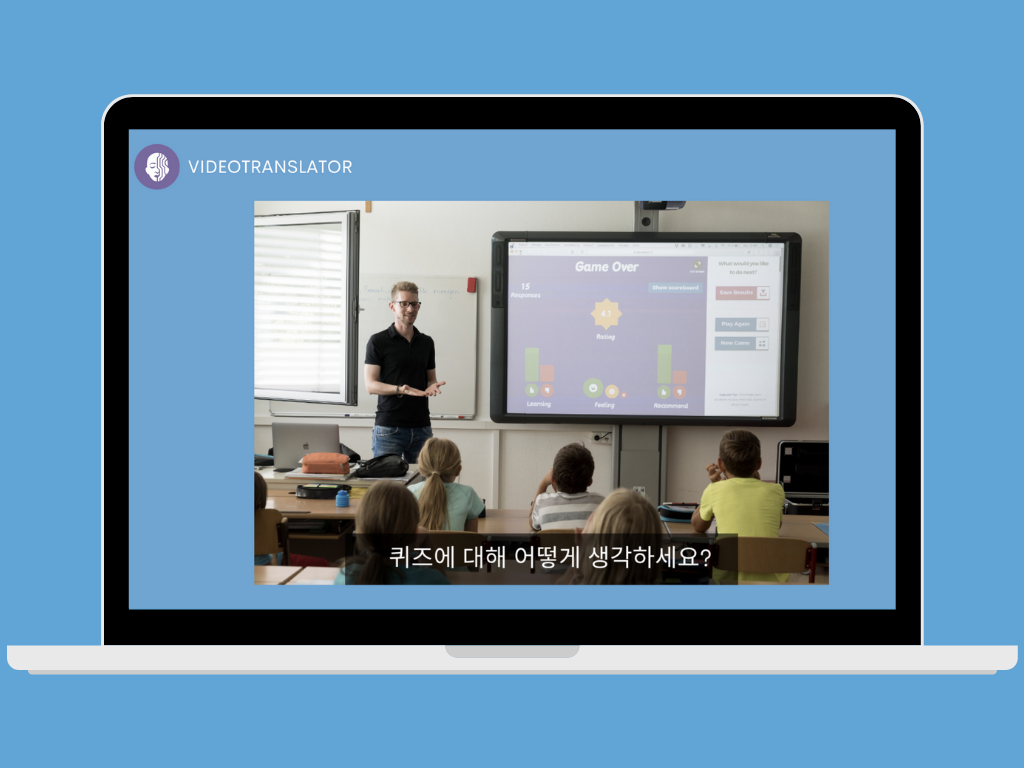 VIDEOTRANSLATOR
Game Over
15
Responses
Show scoreboard
4.1
Rating
Learning
Feeling
Recommend
What would you like
to do next?
Save Results
Play Again
New Game
퀴즈에 대해 어떻게 생각하세요?